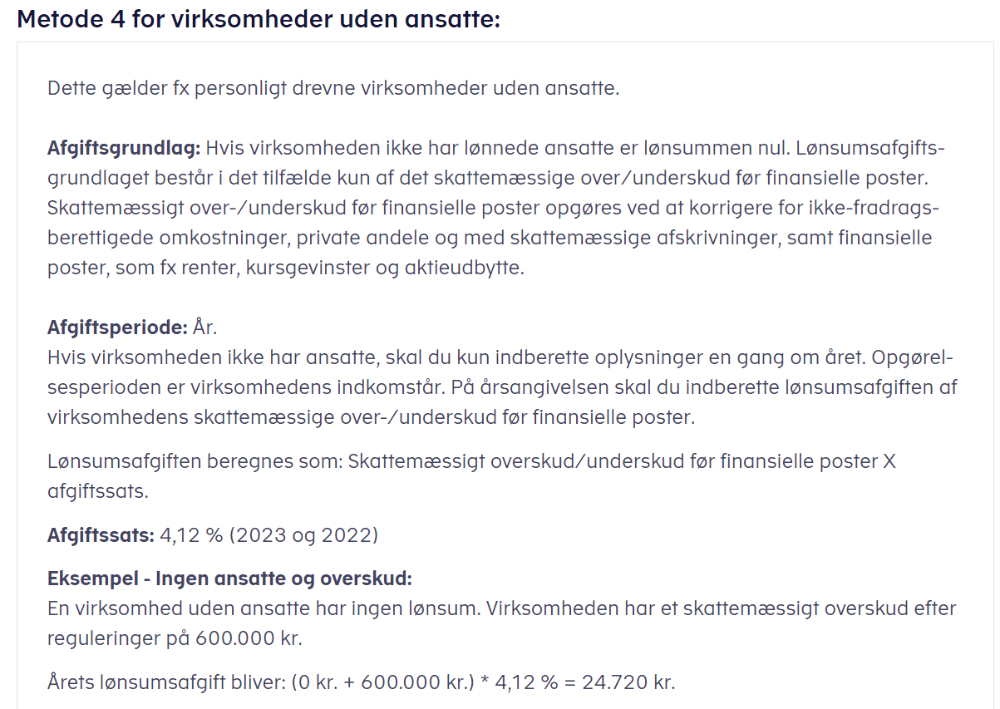 Metode 4 for virksomheder uden ansatte:
Dette gælder fx personligt drevne virksomheder uden ansatte.
Afgiftsgrundlag: Hvis virksomheden ikke har lønnede ansatte er lønsummen nul. Lønsumsafgifts-
grundlaget består i det tilfælde kun af det skattemæssige over/underskud før finansielle poster.
Skattemæssigt over-/underskud før finansielle poster opgøres ved at korrigere for ikke-fradrags-
berettigede omkostninger, private andele og med skattemæssige afskrivninger, samt finansielle
poster, som fx renter, kursgevinster og aktieudbytte.
Afgiftsperiode: År.
Hvis virksomheden ikke har ansatte, skal du kun indberette oplysninger en gang om året. Opgørel-
sesperioden er virksomhedens indkomstår. På årsangivelsen skal du indberette lønsumsafgiften af
virksomhedens skattemæssige over-/underskud før finansielle poster.
Lønsumsafgiften beregnes som: Skattemæssigt overskud/underskud før finansielle poster X
afgiftssats.
Afgiftssats: 4,12 % (2023 og 2022)
Eksempel - Ingen ansatte og overskud:
En virksomhed uden ansatte har ingen lønsum. Virksomheden har et skattemæssigt overskud efter
reguleringer på 600.000 kr.
Årets lønsumsafgift bliver: (0 kr. + 600.000 kr.) * 4,12 % = 24.720 kr.